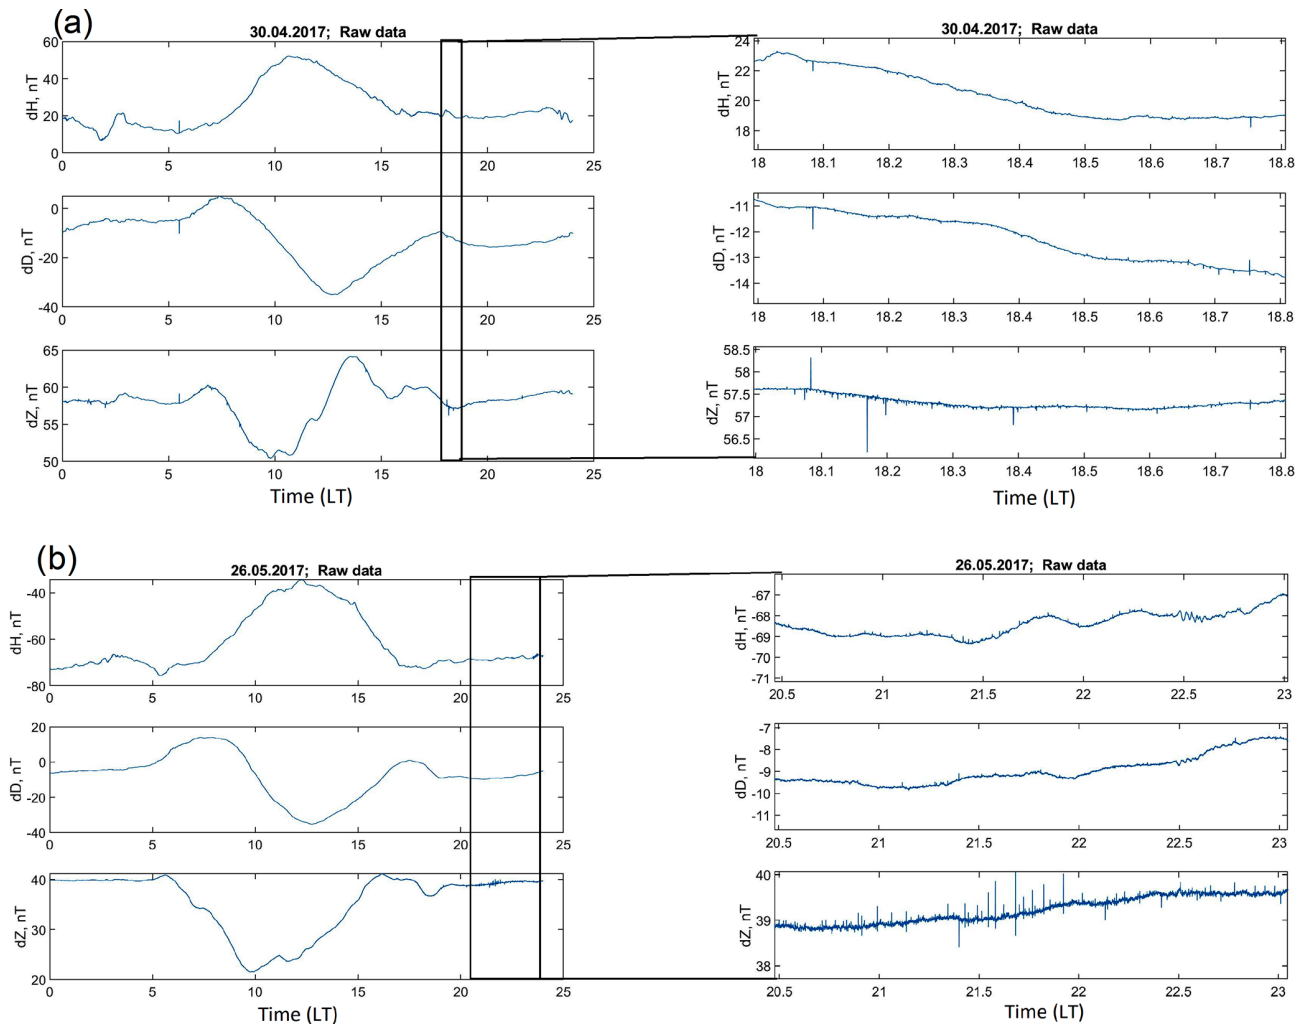 (a)
30.04.2017;  Raw data
60
40
20
0
dH, nT
0 5 10 15 20 25
0
-20
-40
dD, nT
0 5 10 15 20 25
65
60
55
50
dZ, nT
0 5 10 15 20 25
Time (LT)
30.04.2017;  Raw data
24
22
20
18
dH, nT
18 18.1 18.2 18.3 18.4 18.5 18.6 18.7 18.8
-11
-12
-13
-14
dD, nT
18 18.1 18.2 18.3 18.4 18.5 18.6 18.7 18.8
58.5
58
57.5
57
56.5
dZ, nT
18 18.1 18.2 18.3 18.4 18.5 18.6 18.7 18.8
Time (LT)
(b)
26.05.2017;  Raw data
-40
-60
-80
dH, nT
0 5 10 15 20 25
20
0
-20
-40
dD, nT
0 5 10 15 20 25
40
30
20
dZ, nT
0 5 10 15 20 25
Time (LT)
26.05.2017;  Raw data
-67
-68
-69
-70
-71
dH, nT
20.5 21 21.5 22 22.5 23
-7
-8
-9
-10
-11
dD, nT
20.5 21 21.5 22 22.5 23
40
39
38
dZ, nT
20.5 21 21.5 22 22.5 23
Time (LT)